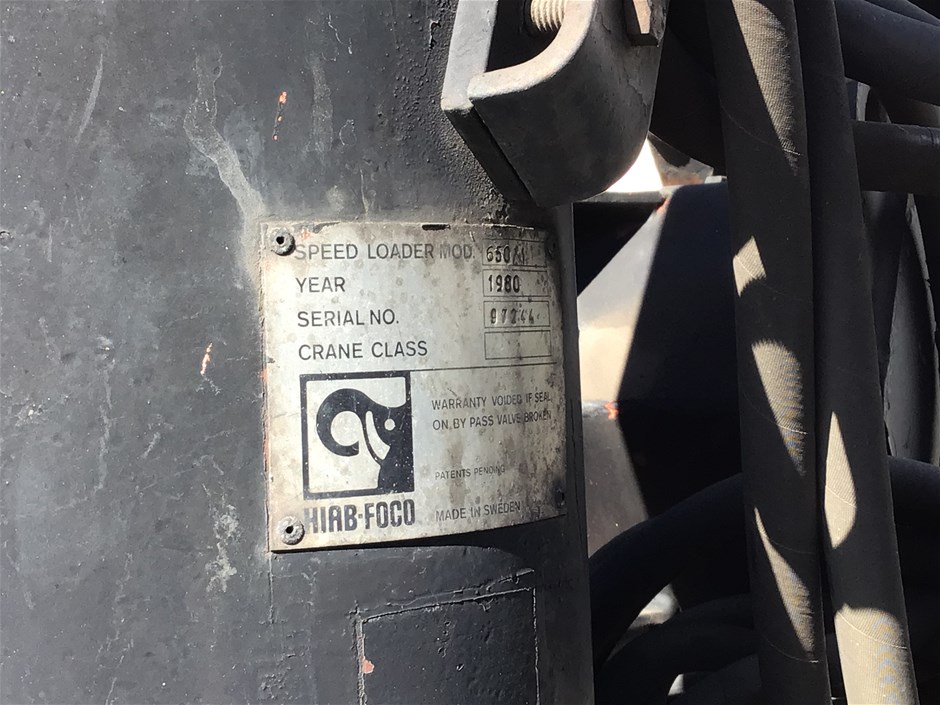 SPEED LOADER MOD.
YEAR 1980
SERIAL NO.
CRANE CLASS
WARRANTY VOIDED IF SEAL
ON BY PASS VALVE BROKEN
PATENTS PENDING
HIAB-FOCO
MADE IN SWEDEN